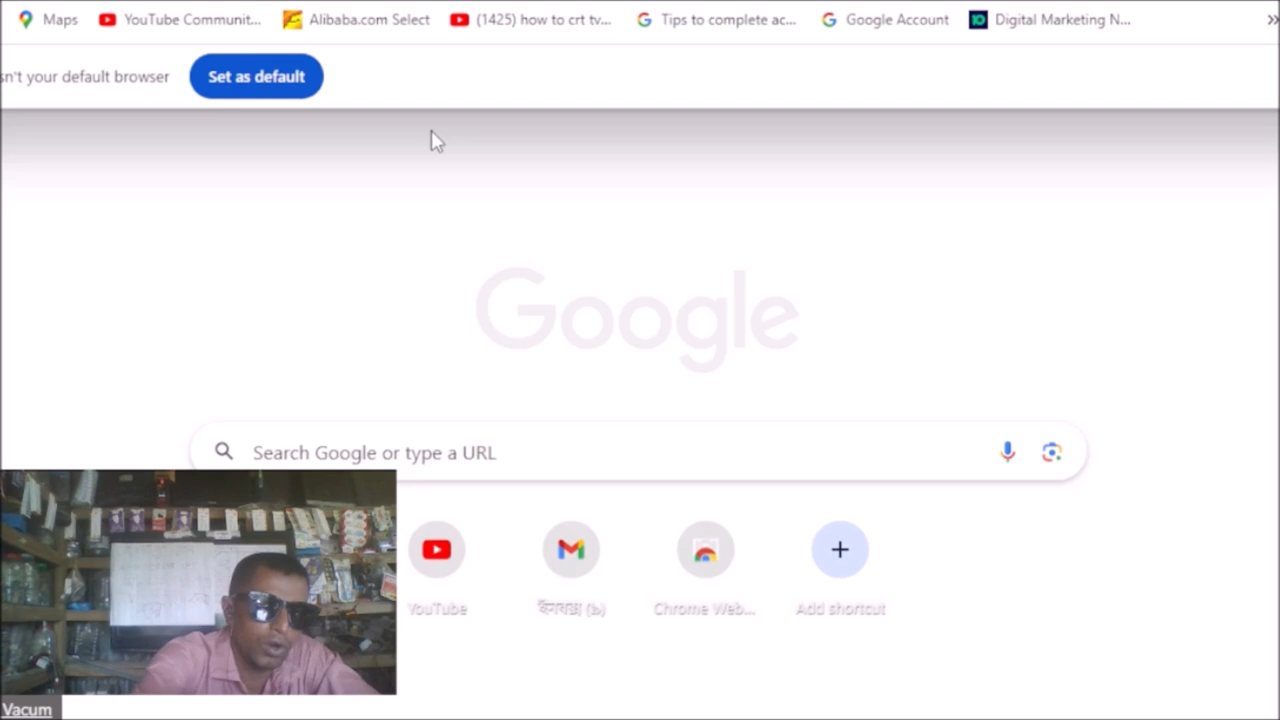 Maps YouTube Communit... Alibaba.com Select (1425) how to crt tv... Tips to complete ac... Google Account Digital Marketing N... »
sn't your default browser Set as default
Google
Search Google or type a URL
YouTube ইনবক্স (৯) Chrome Web... Add shortcut
Vacum